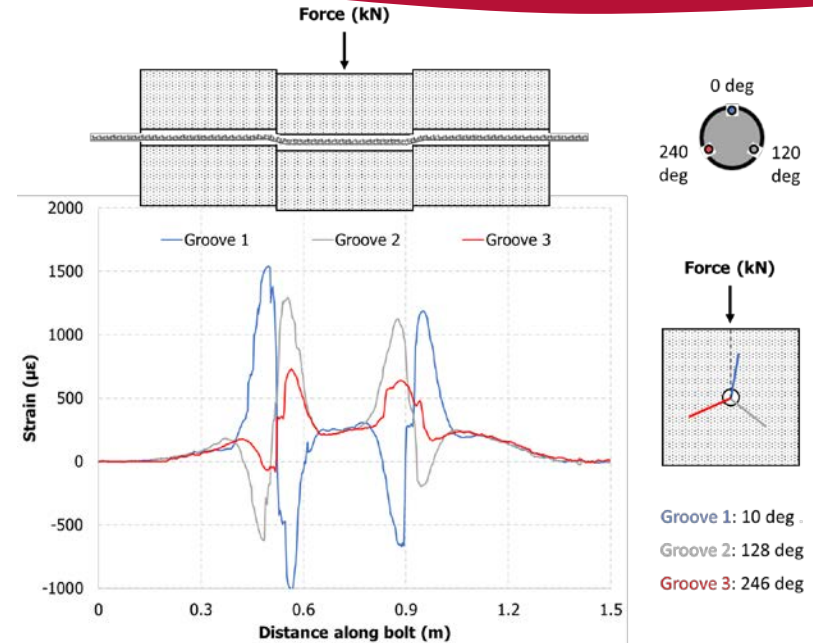 Force (kN)
0 deg
240
deg
120
deg
2000
1500
1000
500
0
-500
-1000
Strain (με)
Groove 1
Groove 2
Groove 3
0
0.3
0.6
0.9
1.2
1.5
Distance along bolt (m)
Force (kN)
Groove 1: 10 deg .
Groove 2: 128 deg
Groove 3: 246 deg